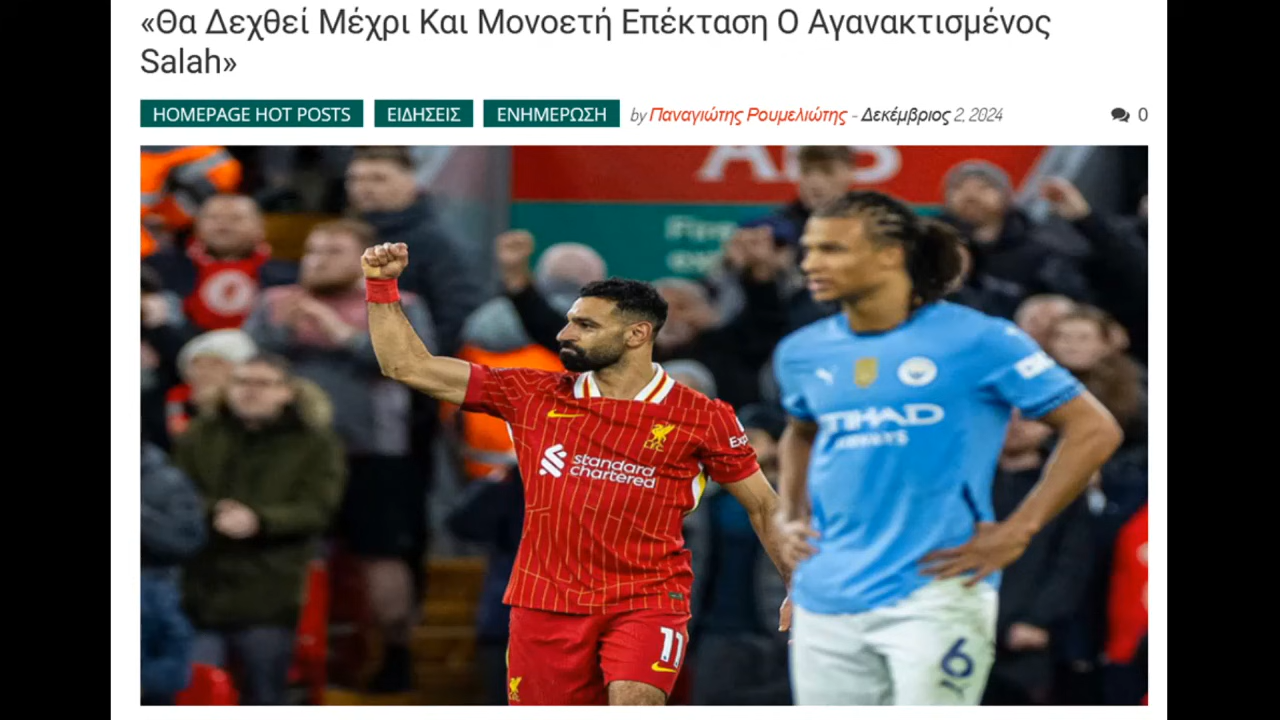 «Θα Δεχθεί Μέχρι Και Μονοετή Επέκταση Ο Αγανακτισμένος
Salah»
HOMEPAGE HOT POSTS ΕΙΔΗΣΕΙΣ ΕΝΗΜΕΡΩΣΗ by Παναγιώτης Ρουμελιώτης - Δεκέμβριος 2, 2024 0
ETIHAD
AIRWAYS
standard
chartered
11
6